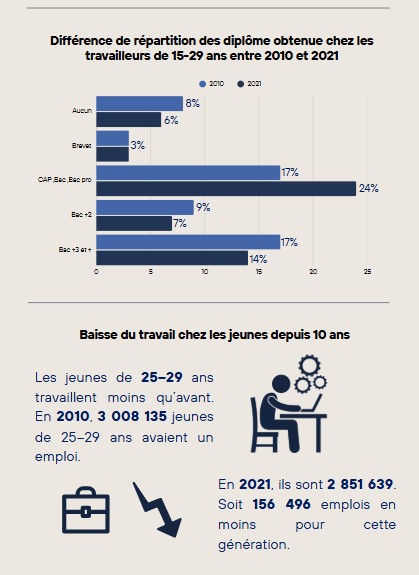 Différence de répartition des diplôme obtenue chez les
travailleurs de 15-29 ans entre 2010 et 2021
2010 2021
Aucun
8%
6%
Brevet
3%
CAP ,Bac ,Bac pro
17%
24%
Bac +2
9%
7%
Bac +3 et +
17%
14%
0 5 10 15 20 25
Baisse du travail chez les jeunes depuis 10 ans
Les jeunes de 25–29 ans
travaillent moins qu'avant.
En 2010, 3 008 135 jeunes
de 25–29 ans avaient un
emploi.
En 2021, ils sont 2 851 639.
Soit 156 496 emplois en
moins pour cette
génération.